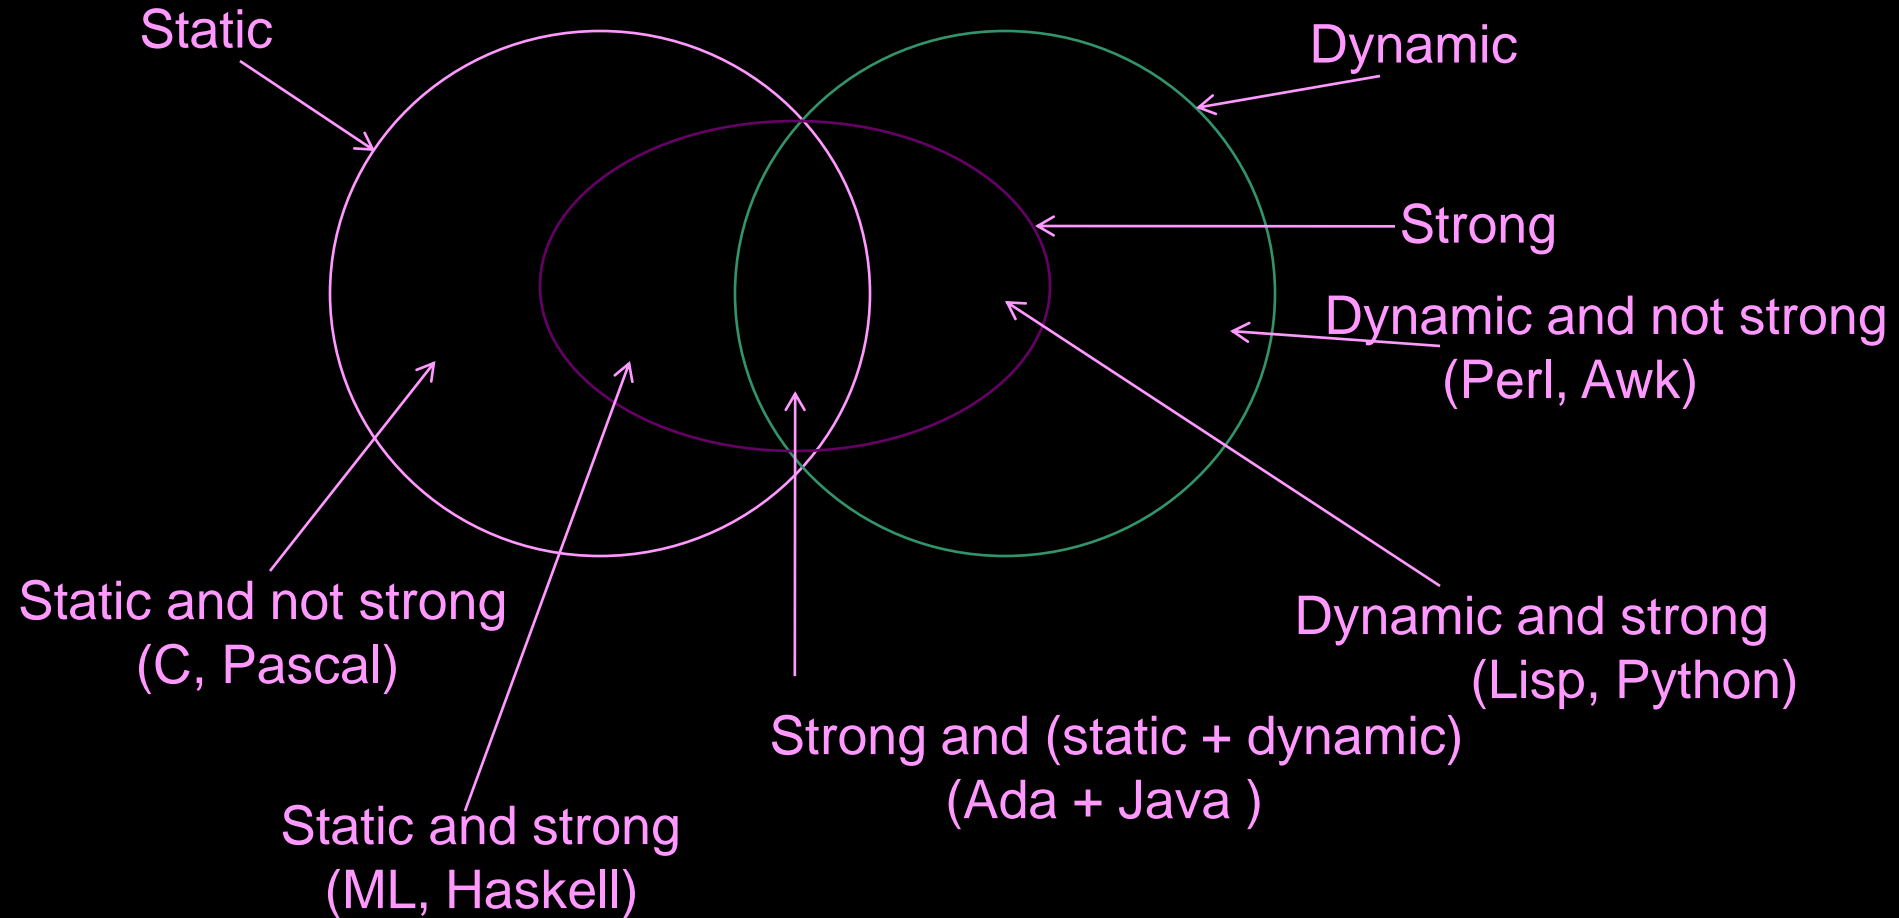 Static
Dynamic
Strong
Dynamic and not strong
(Perl, Awk)
Static and not strong
(C, Pascal)
Dynamic and strong
(Lisp, Python)
Strong and (static + dynamic)
(Ada + Java )
Static and strong
(ML, Haskell)